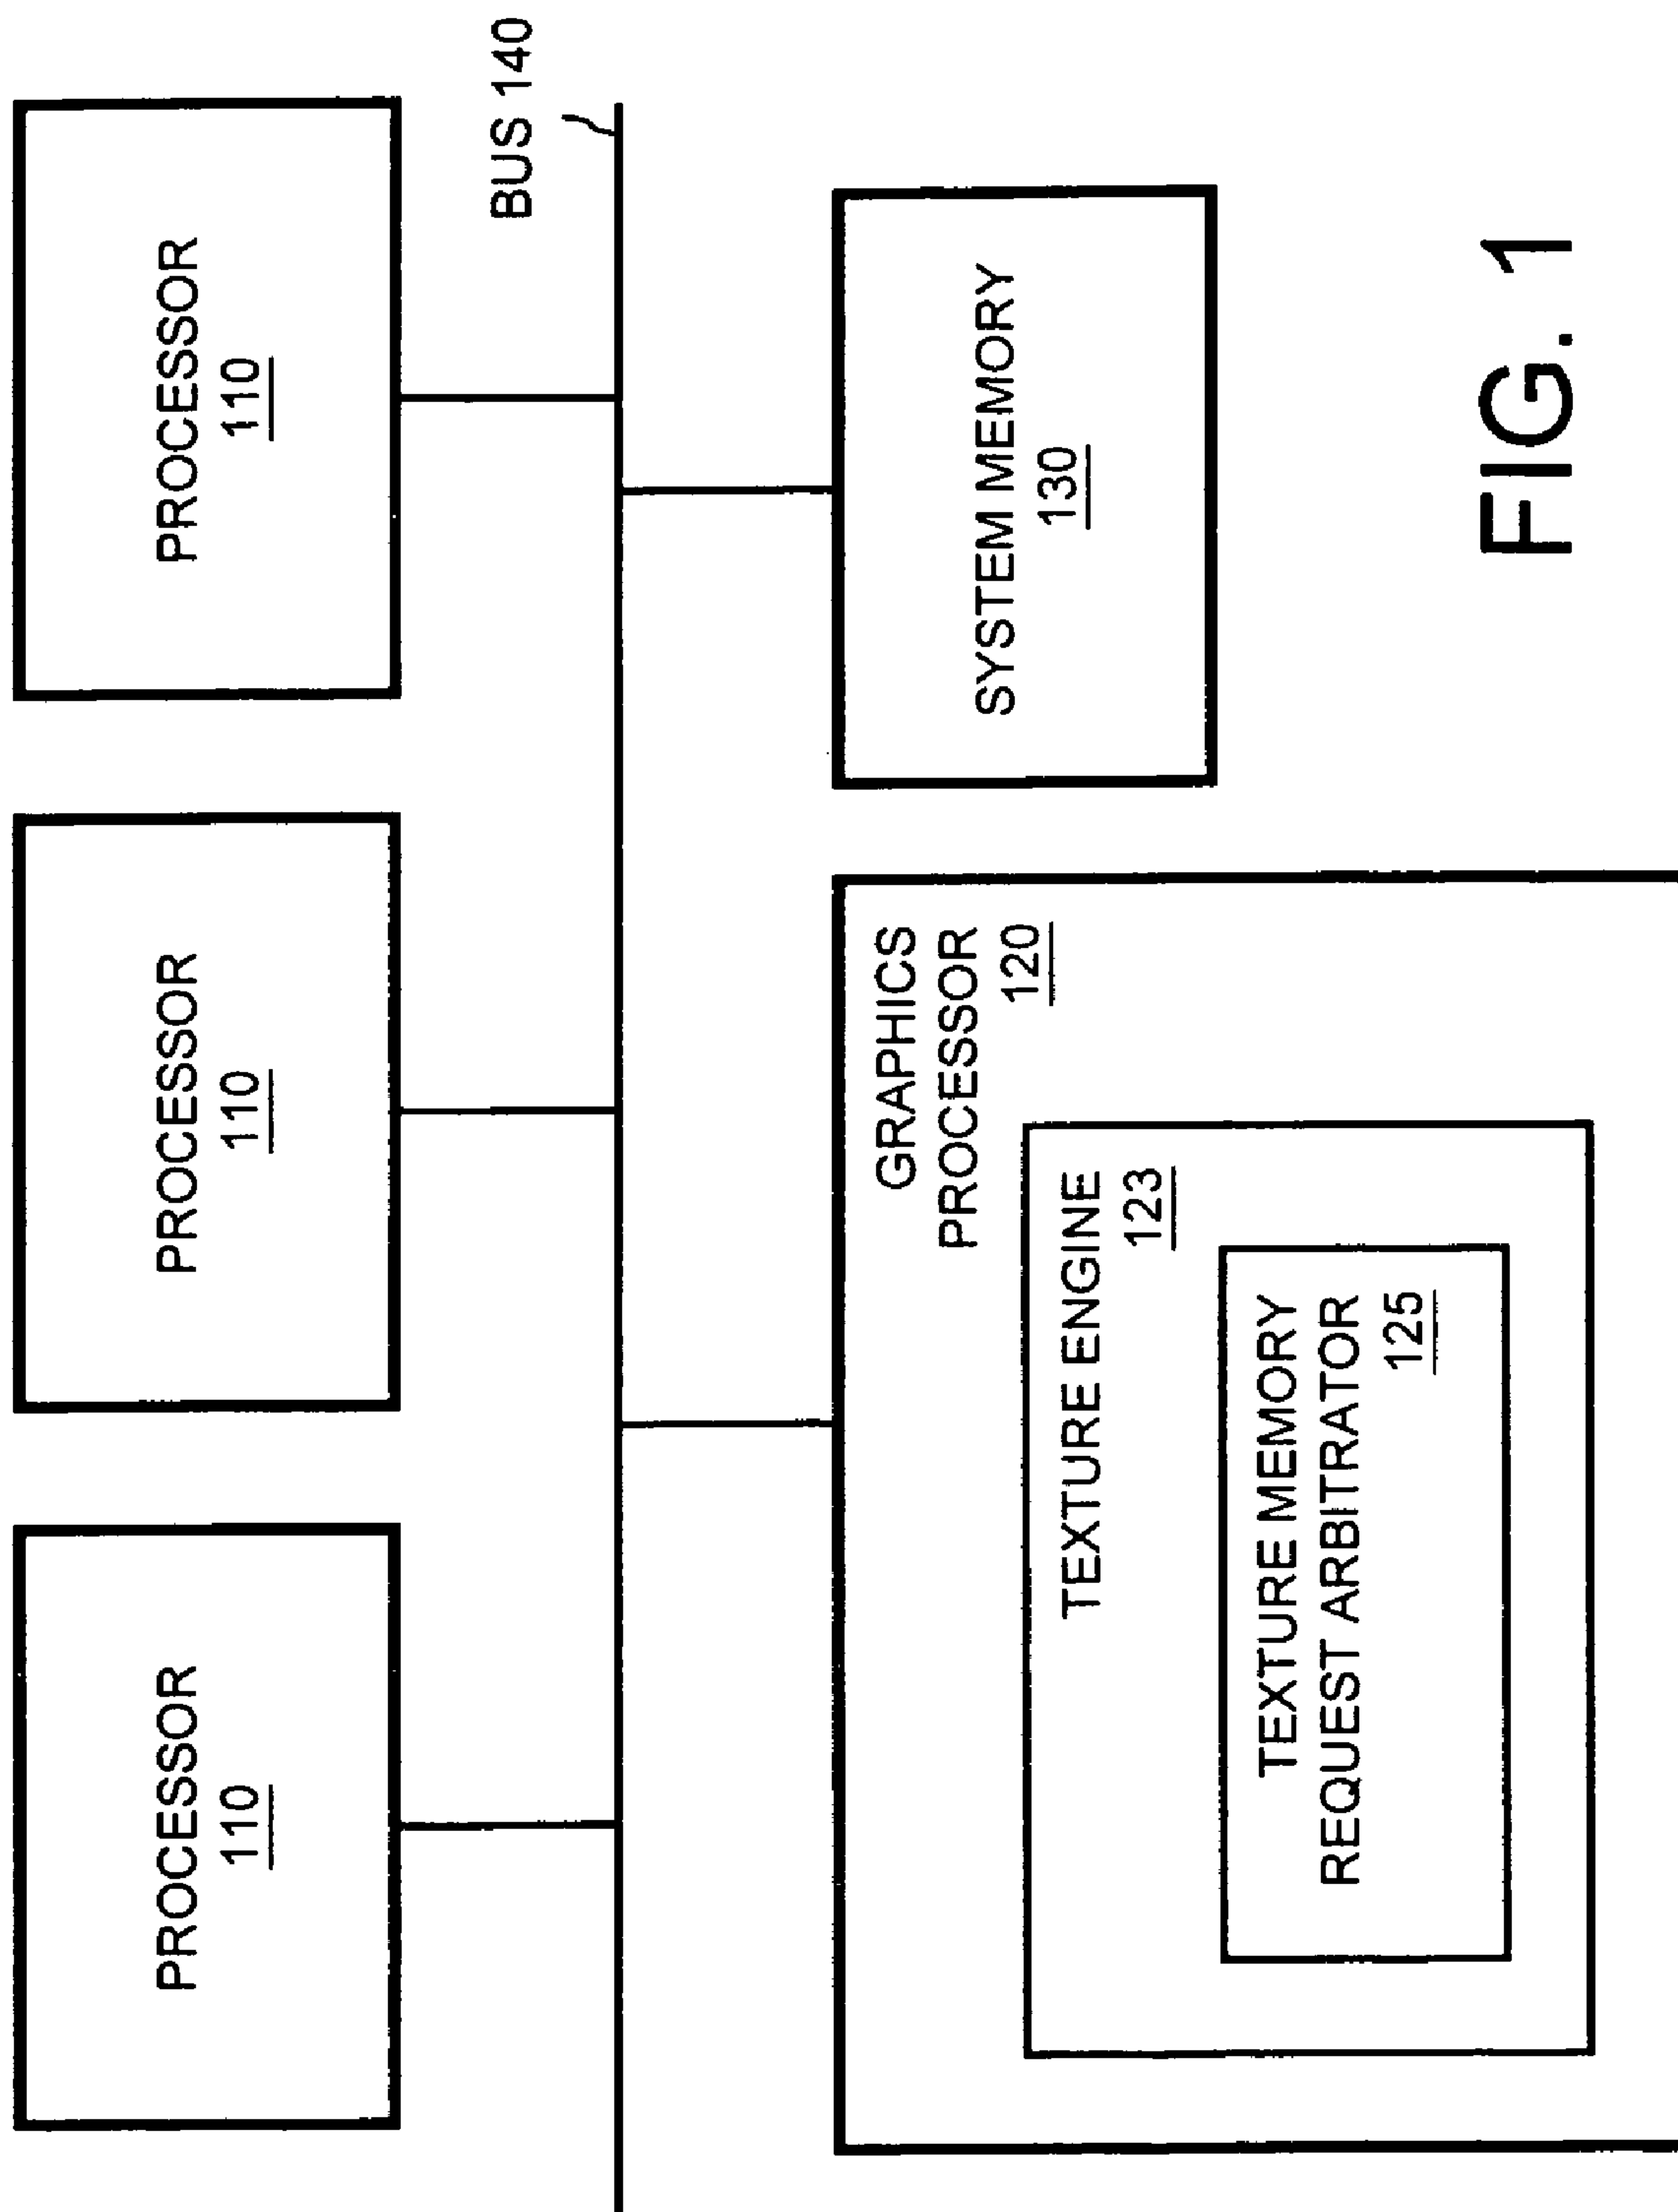 PROCESSOR
110
PROCESSOR
110
PROCESSOR
110
BUS 140
GRAPHICS
PROCESSOR
120
TEXTURE ENGINE
123
TEXTURE MEMORY
REQUEST ARBITRATOR
125
SYSTEM MEMORY
130
FIG. 1